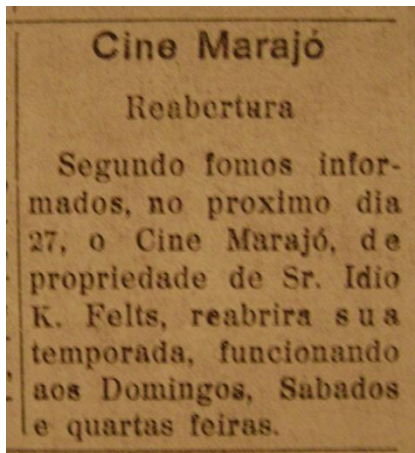 Cine Marajó
Reabertura
Segundo fomos infor-
mados, no proximo dia
27, o Cine Marajó, de
propriedade de Sr. Idio
K. Felts, reabrira sua
temporada, funcionando
aos Domingos, Sabados
e quartas feiras.